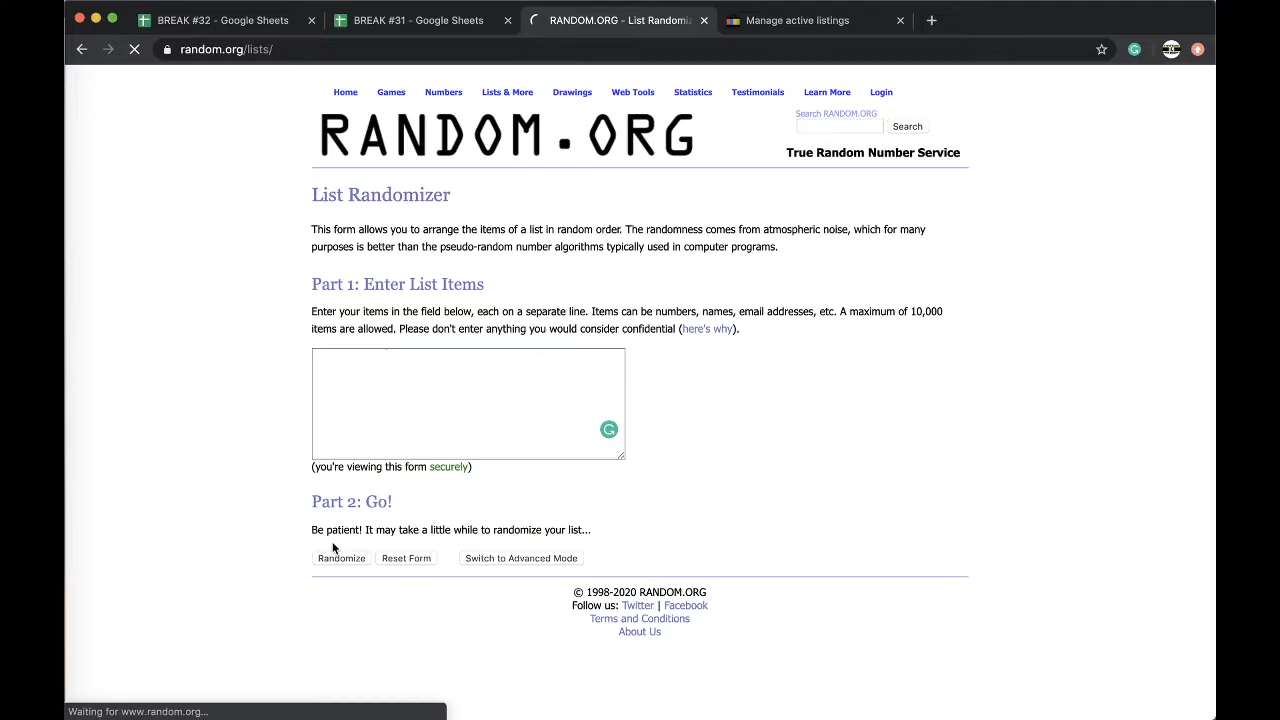 BREAK #32 - Google Sheets
BREAK #31 - Google Sheets
RANDOM.ORG - List Randomiz
Manage active listings
random.org/lists/
Home Games Numbers Lists & More Drawings Web Tools Statistics Testimonials Learn More Login
Search RANDOM.ORG
RANDOM.ORG
Search
True Random Number Service
List Randomizer
This form allows you to arrange the items of a list in random order. The randomness comes from atmospheric noise, which for many
purposes is better than the pseudo-random number algorithms typically used in computer programs.
Part 1: Enter List Items
Enter your items in the field below, each on a separate line. Items can be numbers, names, email addresses, etc. A maximum of 10,000
items are allowed. Please don't enter anything you would consider confidential (here's why).
(you're viewing this form securely)
Part 2: Go!
Be patient! It may take a little while to randomize your list...
Randomize Reset Form Switch to Advanced Mode
© 1998-2020 RANDOM.ORG
Follow us: Twitter | Facebook
Terms and Conditions
About Us
Waiting for www.random.org...